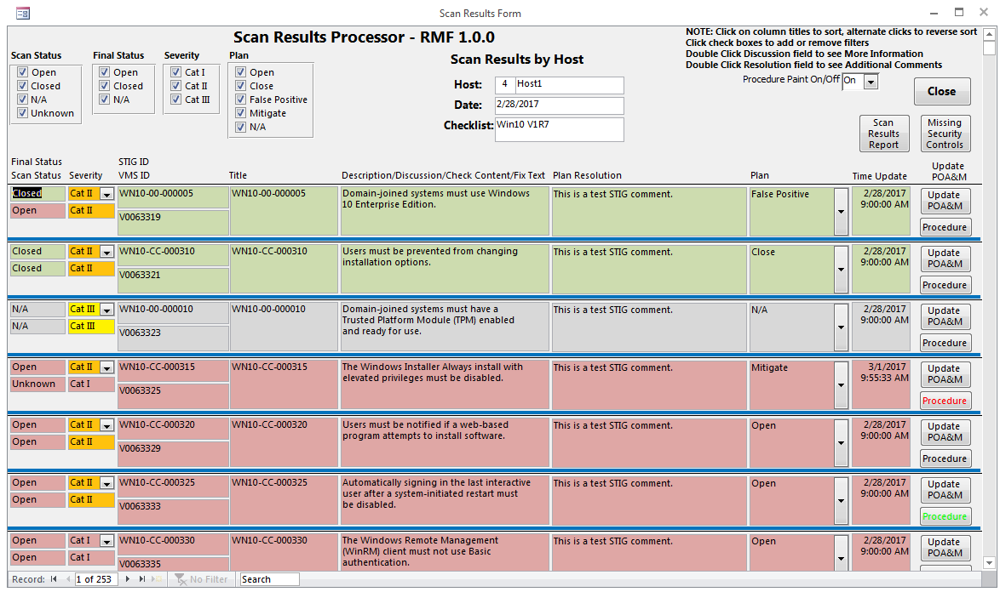 Scan Results Form
Scan Results Processor - RMF 1.0.0
NOTE: Click on column titles to sort, alternate clicks to reverse sort
Click check boxes to add or remove filters
Double Click Discussion field to see More Information
Double Click Resolution field to see Additional Comments
Procedure Paint On/Off On
Close
Scan Status
Open
Closed
N/A
Unknown
Final Status
Open
Closed
N/A
Severity
Cat I
Cat II
Cat III
Plan
Open
Close
False Positive
Mitigate
N/A
Scan Results by Host
Host: 4 Host1
Date: 2/28/2017
Checklist: Win10 V1R7
Scan
Results
Report
Missing
Security
Controls
Final Status
Scan Status
Severity
STIG ID
VMS ID
Title
Description/Discussion/Check Content/Fix Text
Plan Resolution
Plan
Time Update
Update
POA&M
Closed
Open
Cat II
Cat II
WN10-00-000005
V0063319
WN10-00-000005
Domain-joined systems must use Windows
10 Enterprise Edition.
This is a test STIG comment.
False Positive
2/28/2017
9:00:00 AM
Update
POA&M
Procedure
Closed
Closed
Cat II
Cat II
WN10-CC-000310
V0063321
WN10-CC-000310
Users must be prevented from changing
installation options.
This is a test STIG comment.
Close
2/28/2017
9:00:00 AM
Update
POA&M
Procedure
N/A
N/A
Cat III
Cat III
WN10-00-000010
V0063323
WN10-00-000010
Domain-joined systems must have a
Trusted Platform Module (TPM) enabled
and ready for use.
This is a test STIG comment.
N/A
2/28/2017
9:00:00 AM
Update
POA&M
Procedure
Open
Unknown
Cat II
Cat I
WN10-CC-000315
V0063325
WN10-CC-000315
The Windows Installer Always install with
elevated privileges must be disabled.
This is a test STIG comment.
Mitigate
3/1/2017
9:55:33 AM
Update
POA&M
Procedure
Open
Open
Cat II
Cat II
WN10-CC-000320
V0063329
WN10-CC-000320
Users must be notified if a web-based
program attempts to install software.
This is a test STIG comment.
Open
2/28/2017
9:00:00 AM
Update
POA&M
Procedure
Open
Open
Cat II
Cat II
WN10-CC-000325
V0063333
WN10-CC-000325
Automatically signing in the last interactive
user after a system-initiated restart must
be disabled.
This is a test STIG comment.
Open
2/28/2017
9:00:00 AM
Update
POA&M
Procedure
Open
Open
Cat I
Cat I
WN10-CC-000330
V0063335
WN10-CC-000330
The Windows Remote Management
(WinRM) client must not use Basic
authentication.
This is a test STIG comment.
Open
2/28/2017
9:00:00 AM
Update
POA&M
Record: 1 of 253 No Filter Search